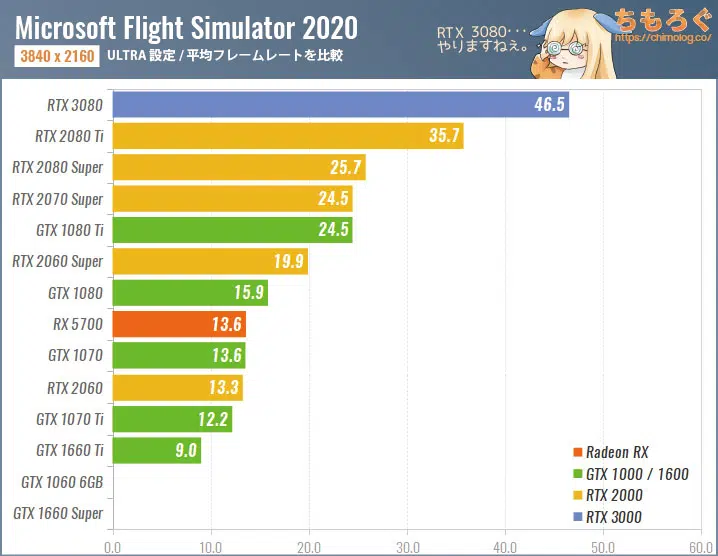 Microsoft Flight Simulator 2020
3840 x 2160 ULTRA 設定 / 平均フレームレートを比較
RTX 3080…
やりますねぇ。
ちもろぐ
https://chimolog.co/
RTX 3080 46.5
RTX 2080 Ti 35.7
RTX 2080 Super 25.7
RTX 2070 Super 24.5
GTX 1080 Ti 24.5
RTX 2060 Super 19.9
GTX 1080 15.9
RX 5700 13.6
GTX 1070 13.6
RTX 2060 13.3
GTX 1070 Ti 12.2
GTX 1660 Ti 9.0
GTX 1060 6GB
GTX 1660 Super
Radeon RX
GTX 1000 / 1600
RTX 2000
RTX 3000
0.0 10.0 20.0 30.0 40.0 50.0 60.0